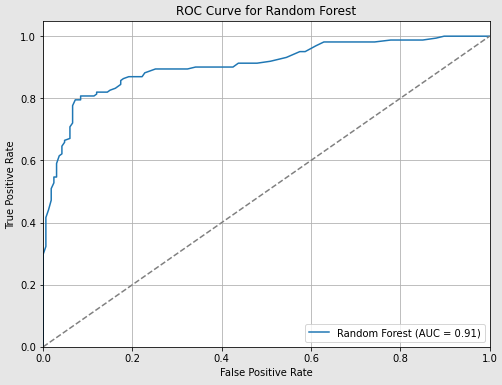 ROC Curve for Random Forest
True Positive Rate
1.0
0.8
0.6
0.4
0.2
0.0
0.0 0.2 0.4 0.6 0.8 1.0
False Positive Rate
Random Forest (AUC = 0.91)